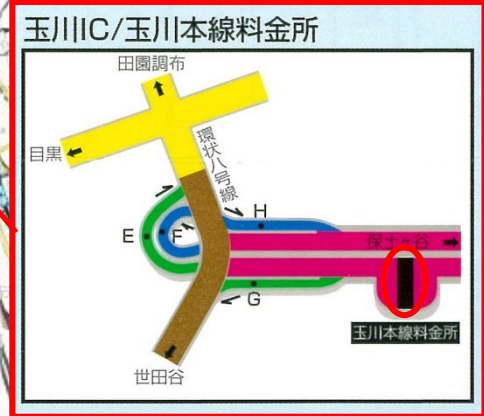 玉川IC/玉川本線料金所
田園調布
目黒
環状八号線
H
E
F
保土ヶ谷
G
玉川本線料金所
世田谷